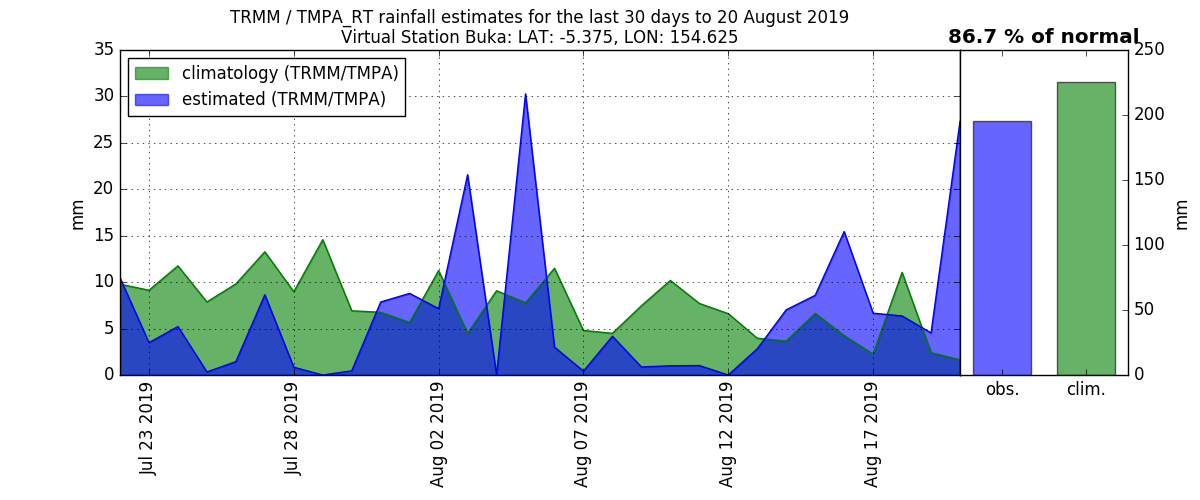 TRMM / TMPA_RT rainfall estimates for the last 30 days to 20 August 2019
Virtual Station Buka: LAT: -5.375, LON: 154.625
86.7 % of normal
climatology (TRMM/TMPA)
estimated (TRMM/TMPA)
35
30
25
20
15
10
5
0
mm
Jul 23 2019
Jul 28 2019
Aug 02 2019
Aug 07 2019
Aug 12 2019
Aug 17 2019
obs.
clim.
250
200
150
100
50
0
mm